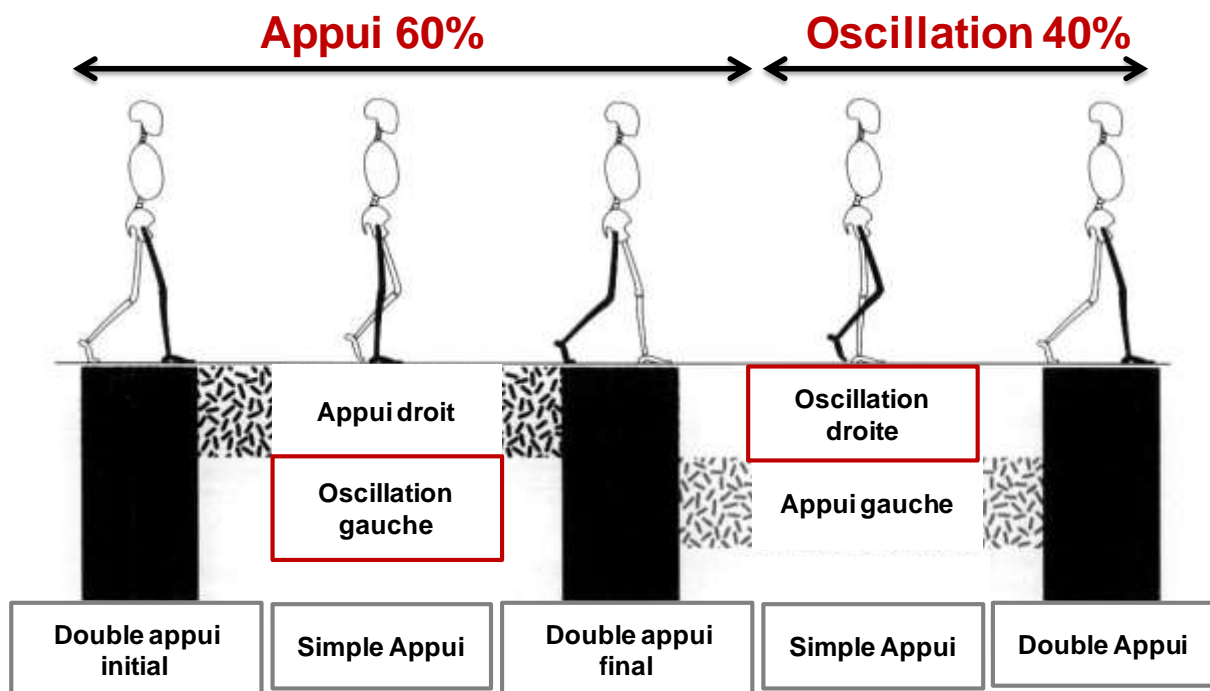 Appui 60%
Oscillation 40%
Appui droit
Oscillation
droite
Oscillation
gauche
Appui gauche
Double appui
initial
Simple Appui
Double appui
final
Simple Appui
Double Appui